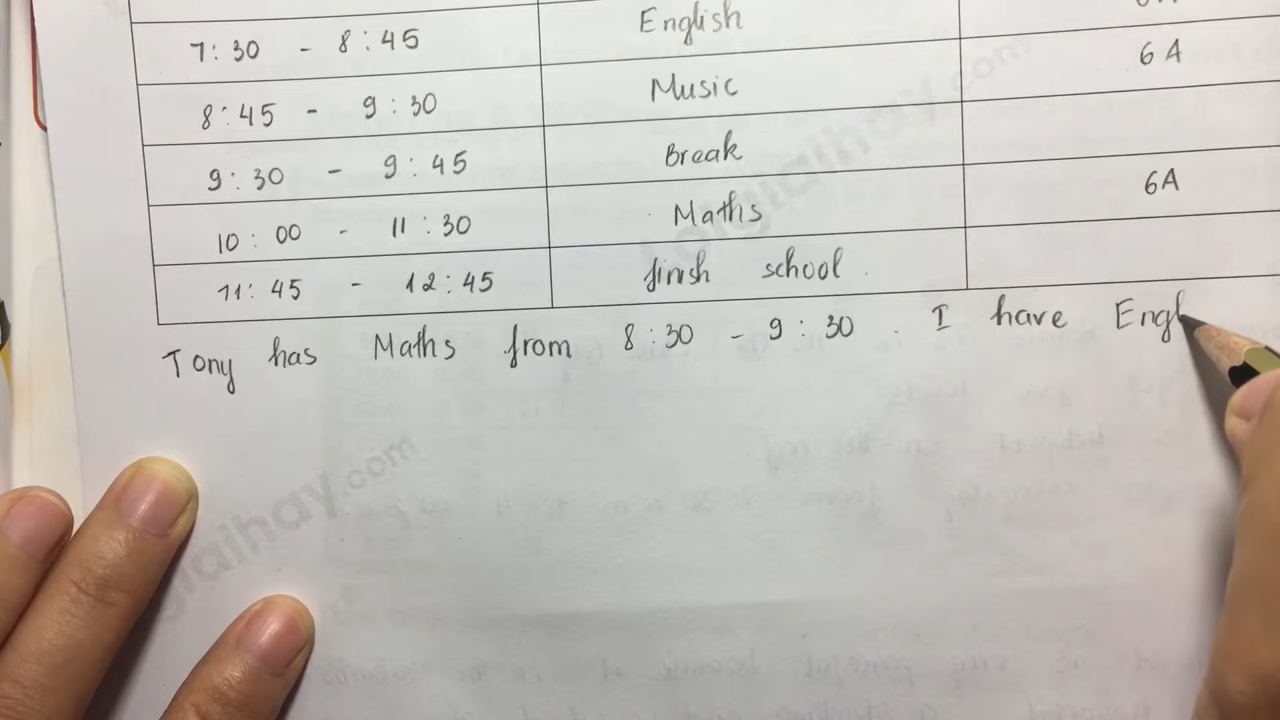 7:30 - 8:45 English
8:45 - 9:30 Music 6A
9:30 - 9:45 Break
10:00 - 11:30 Maths 6A
11:45 - 12:45 finish school.
Tony has Maths from 8:30 - 9:30. I have Engl